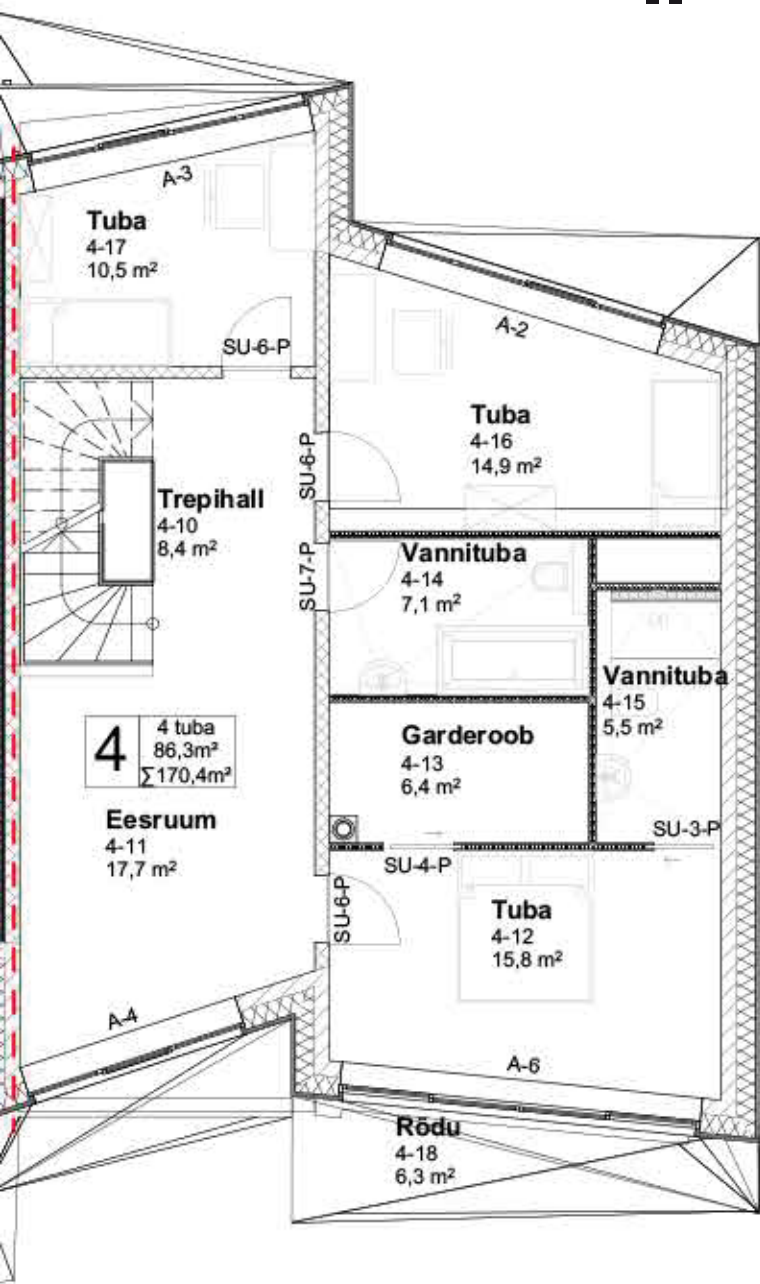 A-3
Tuba
4-17
10,5 m²
SU-6-P
A-2
Tuba
4-16
14,9 m²
SU-6-P
Trepihall
4-10
8,4 m²
SU-7-P
Vannituba
4-14
7,1 m²
Vannituba
4-15
5,5 m²
4
4 tuba
86,3m²
∑170,4m²
Garderoob
4-13
6,4 m²
Eesruum
4-11
17,7 m²
SU-3-P
SU-4-P
SU-6-P
Tuba
4-12
15,8 m²
A-4
A-6
Rõdu
4-18
6,3 m²